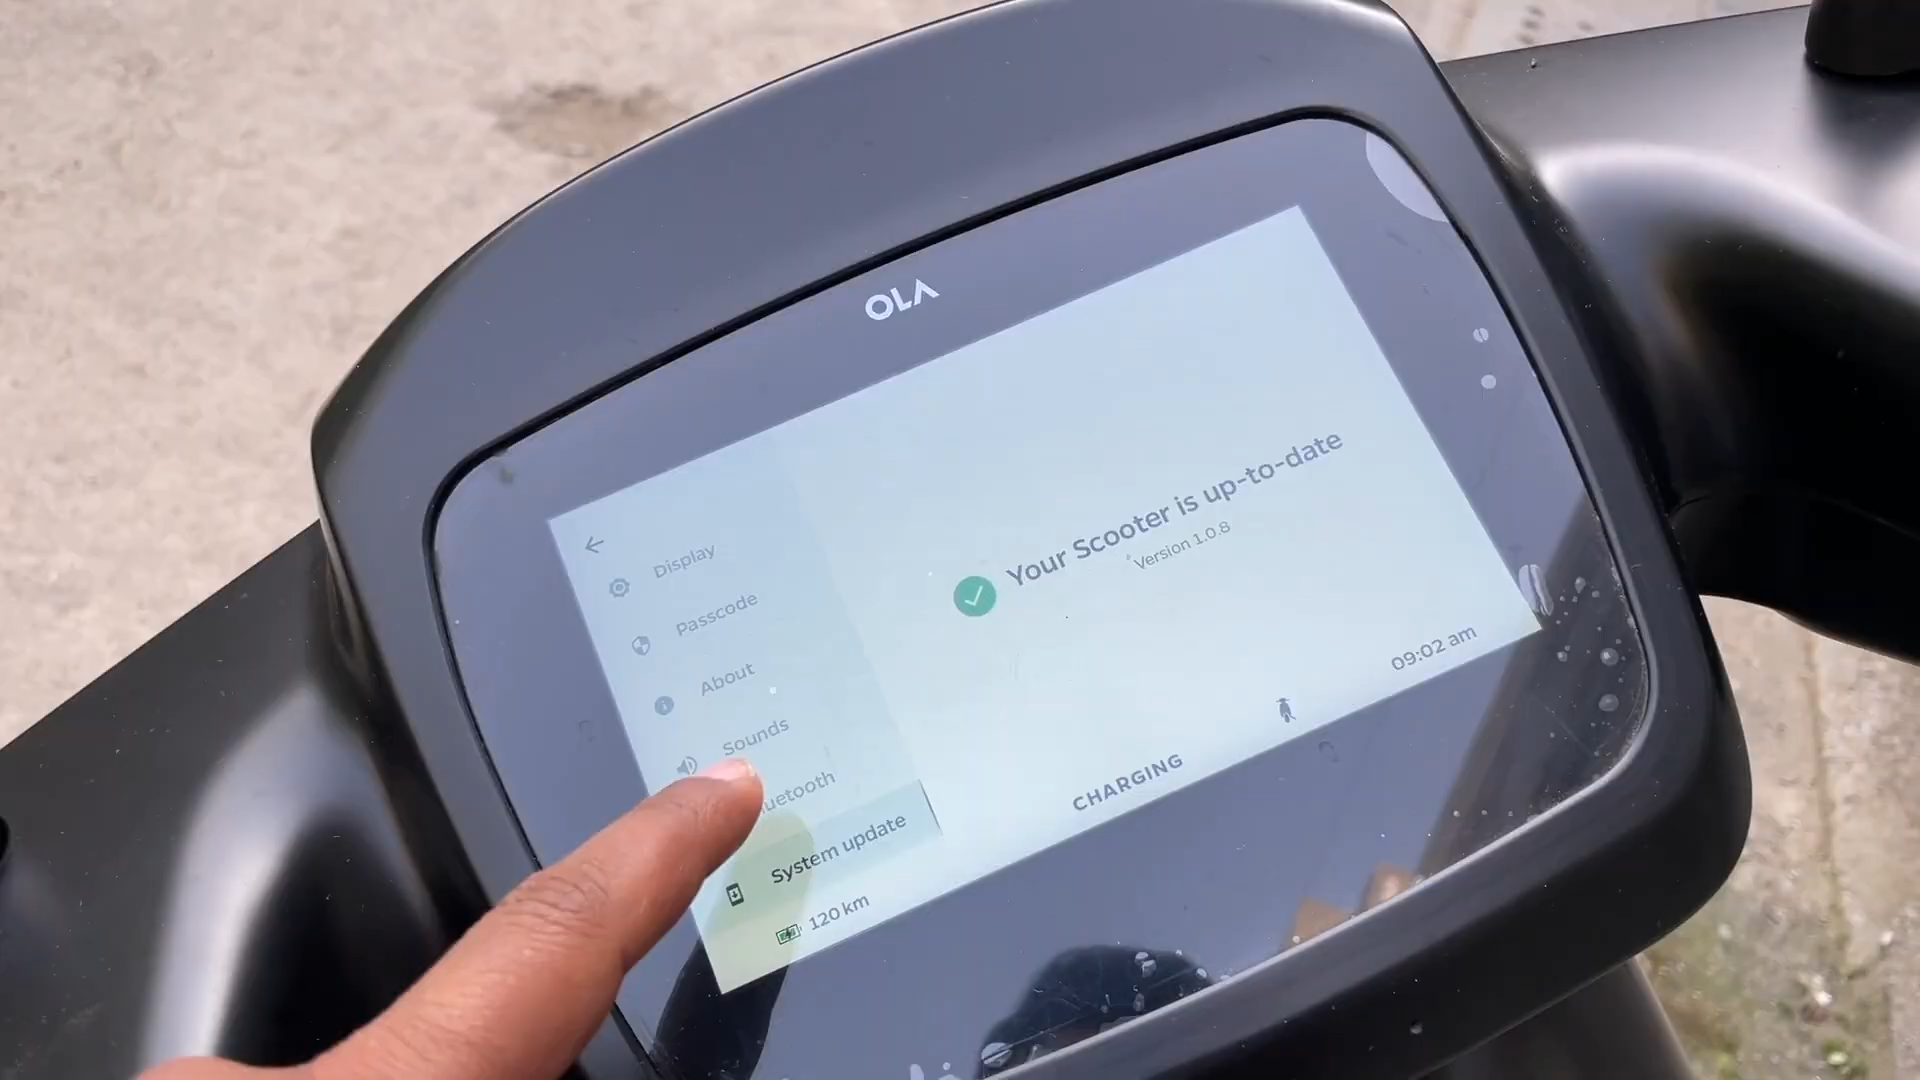 OLA
Display
Passcode
About
Sounds
uetooth
System update
120 km
Your Scooter is up-to-date
Version 1.0.8
09:02 am
CHARGING